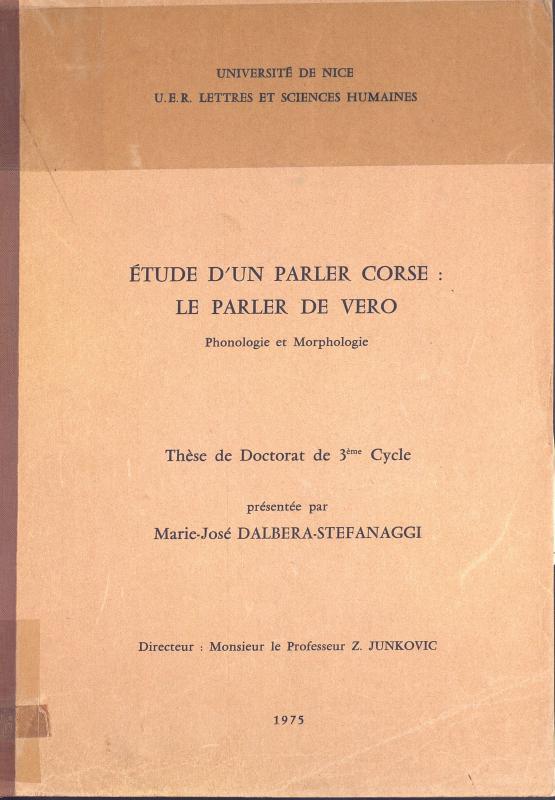 UNIVERSITÉ DE NICE
U.E.R. LETTRES ET SCIENCES HUMAINES
ÉTUDE D'UN PARLER CORSE :
LE PARLER DE VERO
Phonologie et Morphologie
Thèse de Doctorat de 3ème Cycle
présentée par
Marie-José DALBERA-STEFANAGGI
Directeur : Monsieur le Professeur Z. JUNKOVIC
1975